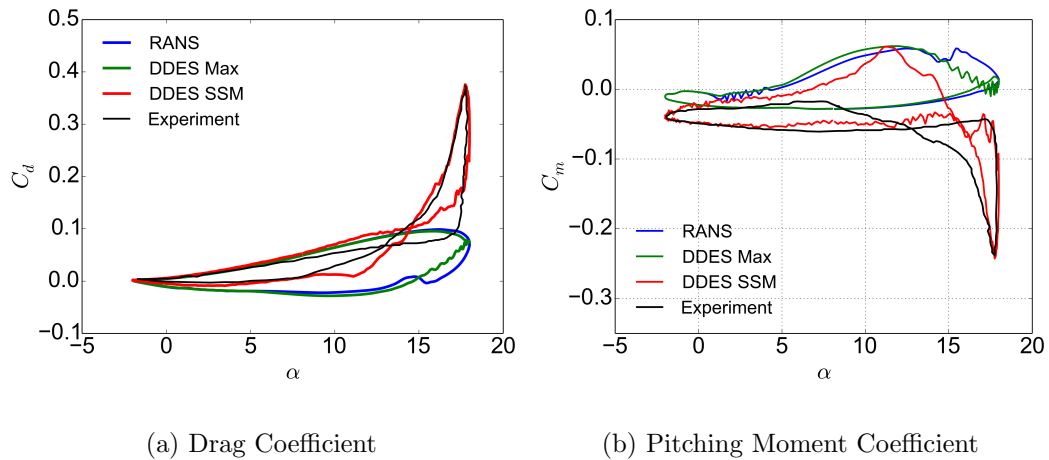 0.5
0.4
0.3
0.2
0.1
0.0
−0.1
C_d
RANS
DDES Max
DDES SSM
Experiment
−5
0
5
10
15
20
α
(a) Drag Coefficient
0.1
0.0
−0.1
−0.2
−0.3
C_m
RANS
DDES Max
DDES SSM
Experiment
−5
0
5
10
15
20
α
(b) Pitching Moment Coefficient